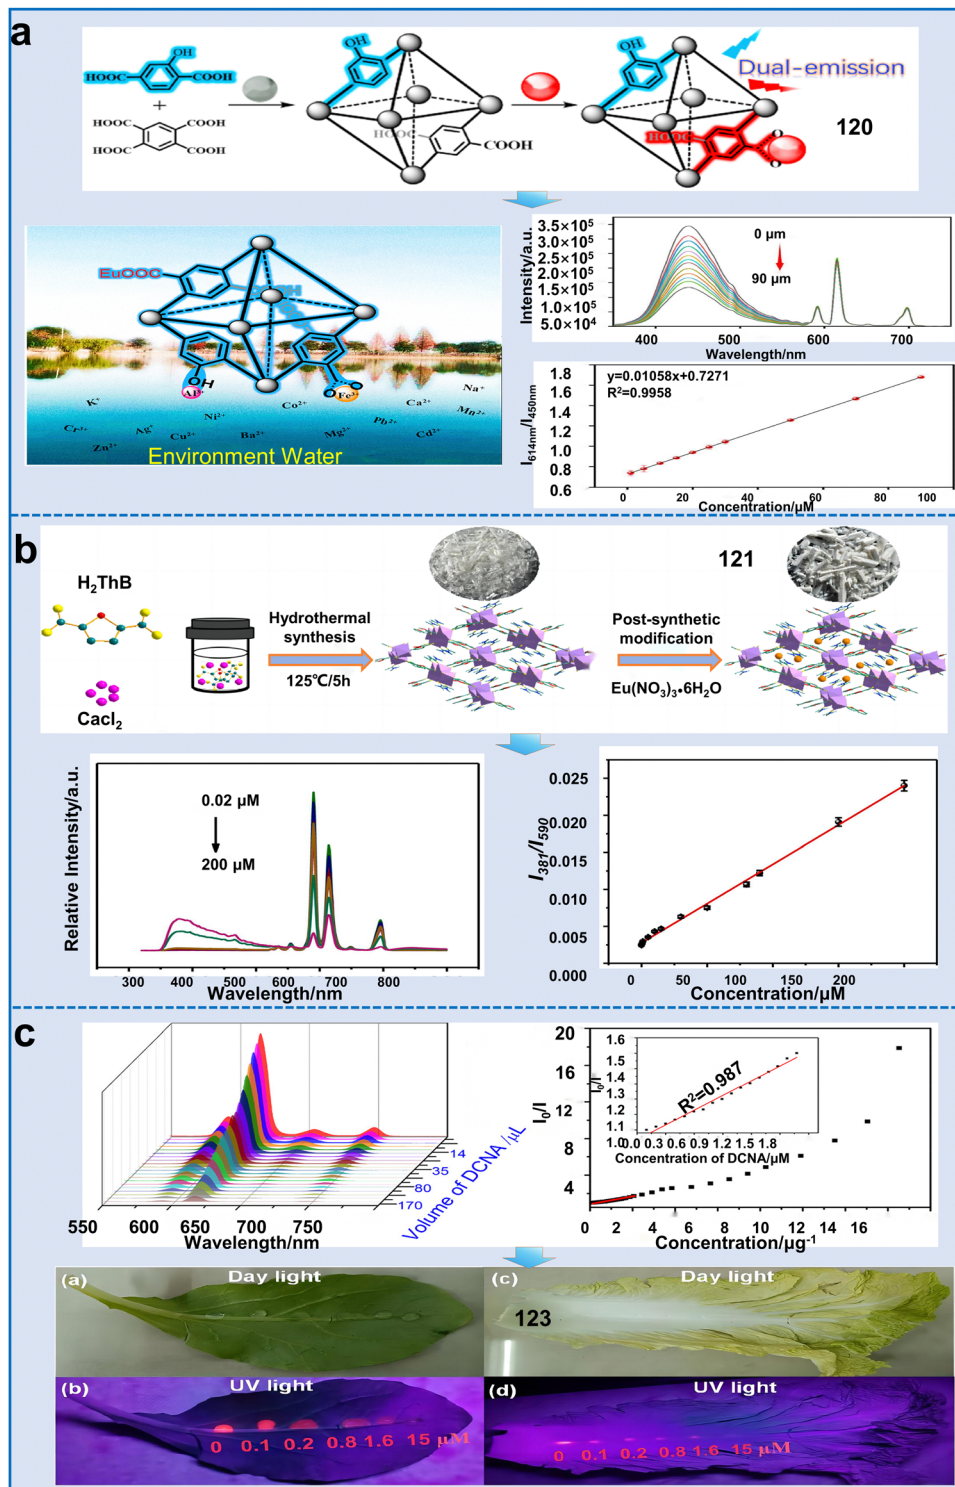 a
OH
HOOC
COOH
+
HOOC
COOH
HOOC
COOH
OH
HOOC
COOH
OH
Dual-emission
HOOC
O
O
120
EuOOC
OH
Al³⁺
O
O
Fe³⁺
K⁺
Na⁺
Co²⁺
Ca²⁺
Ni²⁺
Mn²⁺
Cr³⁺
Ag⁺
Pb²⁺
Cu²⁺
Ba²⁺
Mg²⁺
Cd²⁺
Zn²⁺
Environment Water
Intensity/a.u.
3.5×10⁵
3.0×10⁵
2.5×10⁵
2.0×10⁵
1.5×10⁵
1.0×10⁵
5.0×10⁴
0 μm
90 μm
400 500 600 700
Wavelength/nm
I614nm/I450nm
1.8
1.6
1.4
1.2
1.0
0.8
0.6
y=0.01058x+0.7271
R²=0.9958
0 20 40 60 80 100
Concentration/μM
b
H₂ThB
Cacl₂
Hydrothermal
synthesis
125℃/5h
121
Post-synthetic
modification
Eu(NO₃)₃•6H₂O
Relative Intensity/a.u.
0.02 μM
200 μM
300 400 500 600 700 800
Wavelength/nm
I₃₈₁/I₅₉₀
0.025
0.020
0.015
0.010
0.005
0.000
0 50 100 200
Concentration/μM
c
14
35
80
170
Volume of DCNA /μL
550 600 650 700 750
Wavelength/nm
I₀/I
20
16
12
8
4
I₀/I
1.6
1.5
1.4
1.3
1.2
1.1
1.0
R²=0.987
0.0 0.3 0.6 0.9 1.2 1.5 1.8
Concentration of DCNA/μM
0 2 4 6 8 10 12 14 16
Concentration/μg⁻¹
(a)
Day light
(c)
Day light
123
(b)
UV light
0 0.1 0.2 0.8 1.6 15 μM
(d)
UV light
0 0.1 0.2 0.8 1.6 15 μM